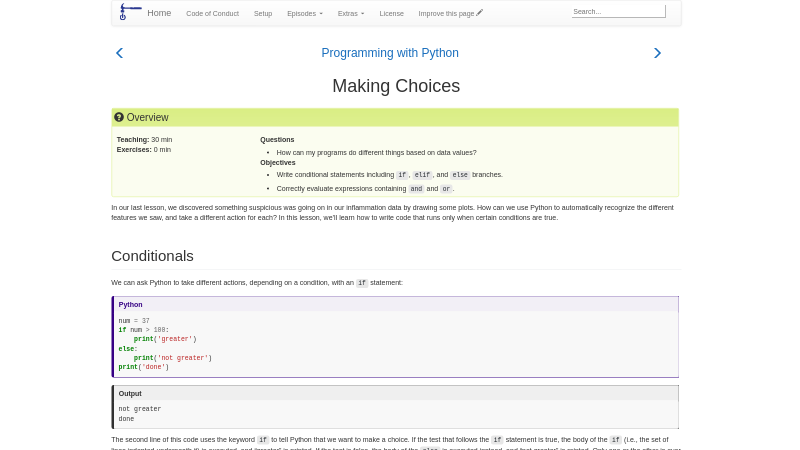 Home Code of Conduct Setup Episodes Extras License Improve this page Search...
Programming with Python
Making Choices
Overview
Teaching: 30 min
Exercises: 0 min
Questions
How can my programs do different things based on data values?
Objectives
Write conditional statements including if, elif, and else branches.
Correctly evaluate expressions containing and and or.
In our last lesson, we discovered something suspicious was going on in our inflammation data by drawing some plots. How can we use Python to automatically recognize the different
features we saw, and take a different action for each? In this lesson, we'll learn how to write code that runs only when certain conditions are true.
Conditionals
We can ask Python to take different actions, depending on a condition, with an if statement:
Python
num = 37
if num > 100:
    print('greater')
else:
    print('not greater')
print('done')
Output
not greater
done
The second line of this code uses the keyword if to tell Python that we want to make a choice. If the test that follows the if statement is true, the body of the if (i.e., the set of